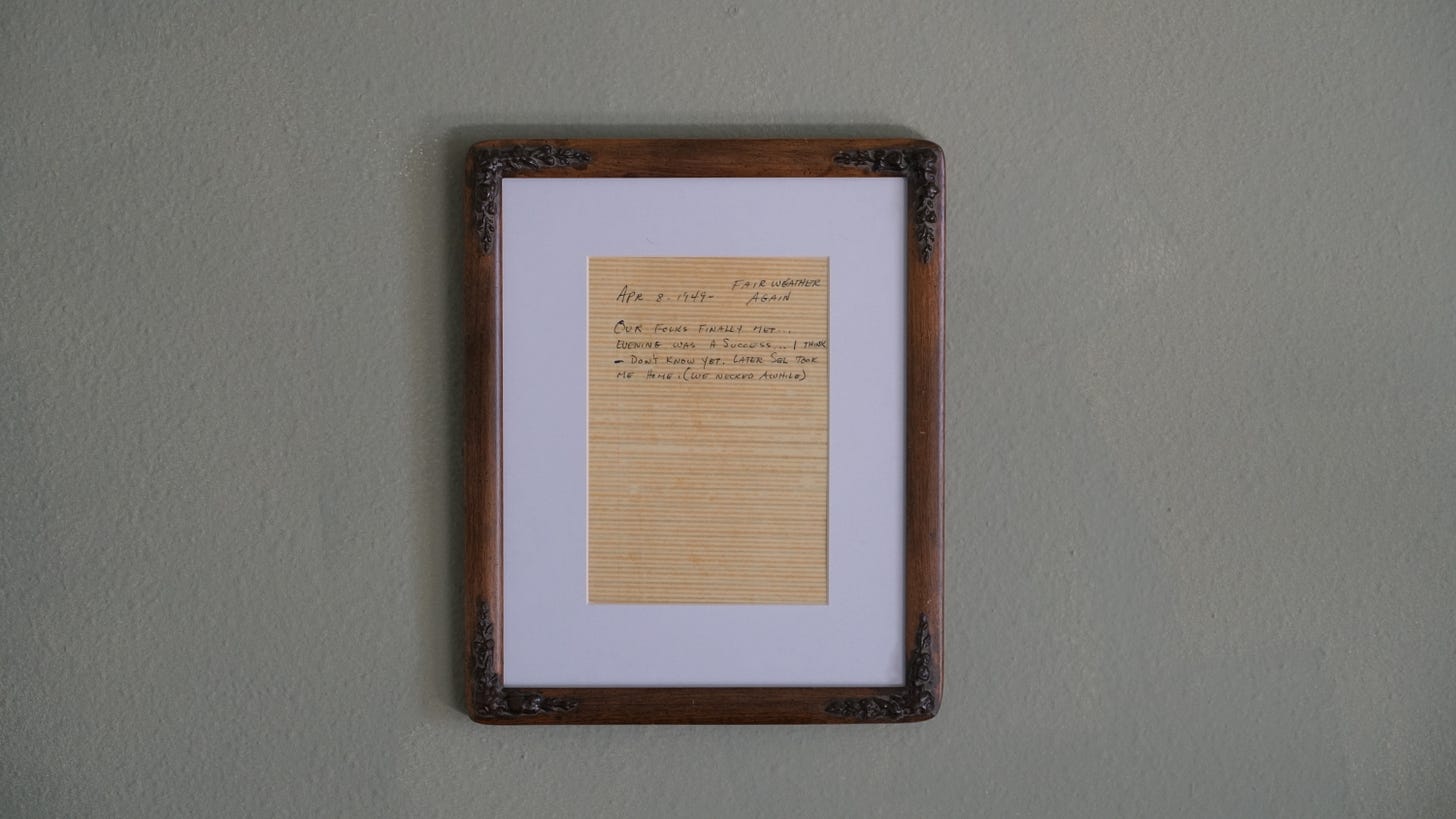 APR 8. 1949- FAIR WEATHER
AGAIN
OUR FOLKS FINALLY MET...
EVENING WAS A SUCCESS... I THINK
- DON'T KNOW YET. LATER SEL TOOK
ME HOME. (WE NECKED AWHILE)